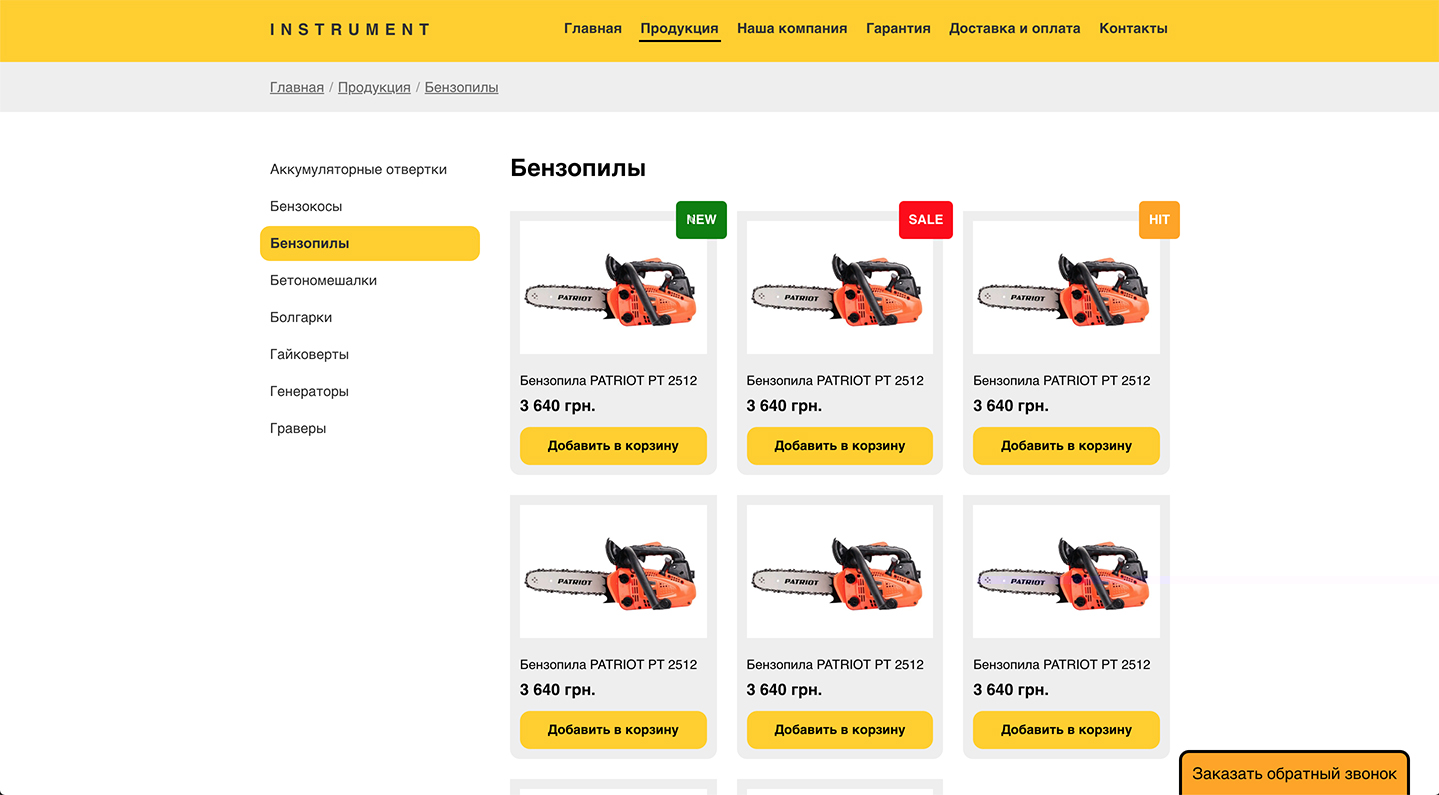 INSTRUMENT
Главная Продукция Наша компания Гарантия Доставка и оплата Контакты
Главная / Продукция / Бензопилы
Аккумуляторные отвертки
Бензокосы
Бензопилы
Бетономешалки
Болгарки
Гайковерты
Генераторы
Граверы
Бензопилы
NEW SALE HIT
PATRIOT PATRIOT PATRIOT
Бензопила PATRIOT PT 2512 Бензопила PATRIOT PT 2512 Бензопила PATRIOT PT 2512
3 640 грн. 3 640 грн. 3 640 грн.
Добавить в корзину Добавить в корзину Добавить в корзину
PATRIOT PATRIOT PATRIOT
Бензопила PATRIOT PT 2512 Бензопила PATRIOT PT 2512 Бензопила PATRIOT PT 2512
3 640 грн. 3 640 грн. 3 640 грн.
Добавить в корзину Добавить в корзину Добавить в корзину
Заказать обратный звонок